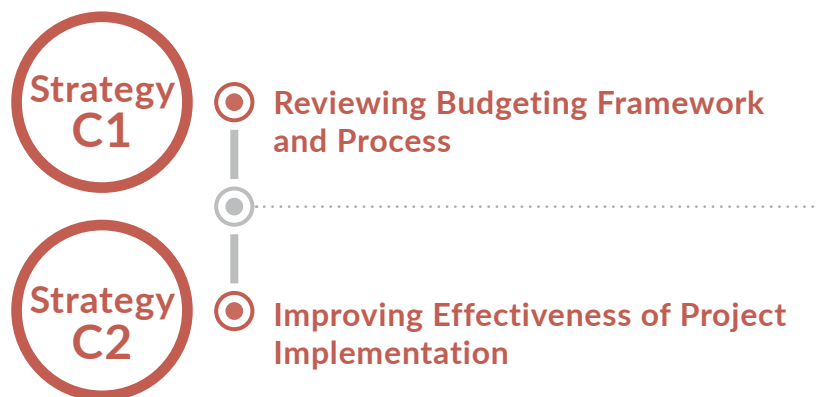 Strategy
C1
Reviewing Budgeting Framework
and Process
Strategy
C2
Improving Effectiveness of Project
Implementation